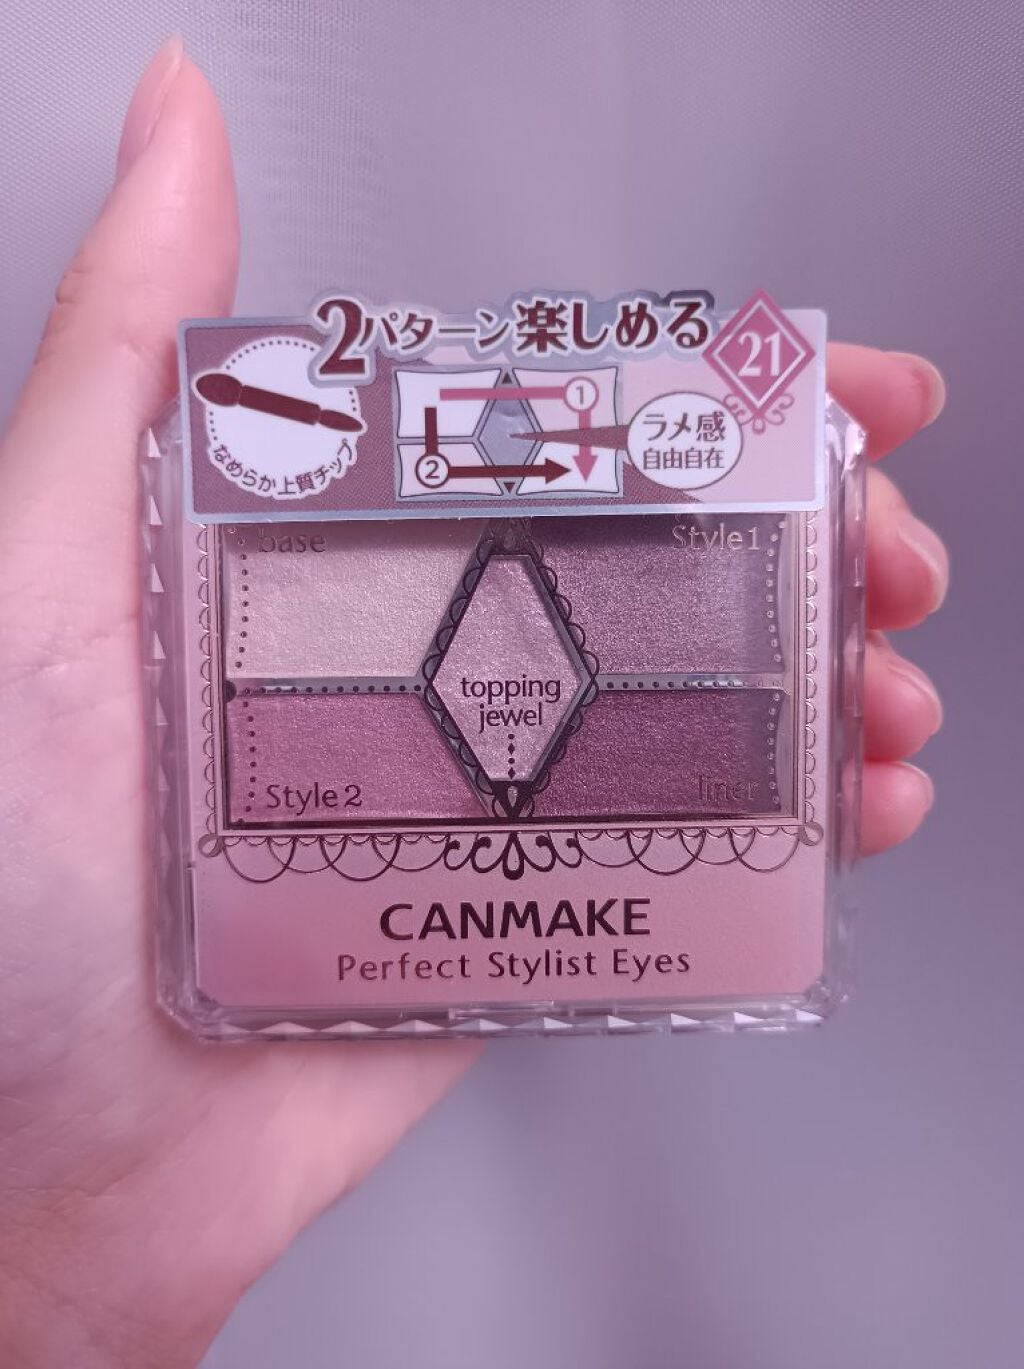 2パターン楽しめる
21
なめらか上質チップ
1
2
ラメ感
自由自在
base
Style1
topping
jewel
Style2
liner
CANMAKE
Perfect Stylist Eyes